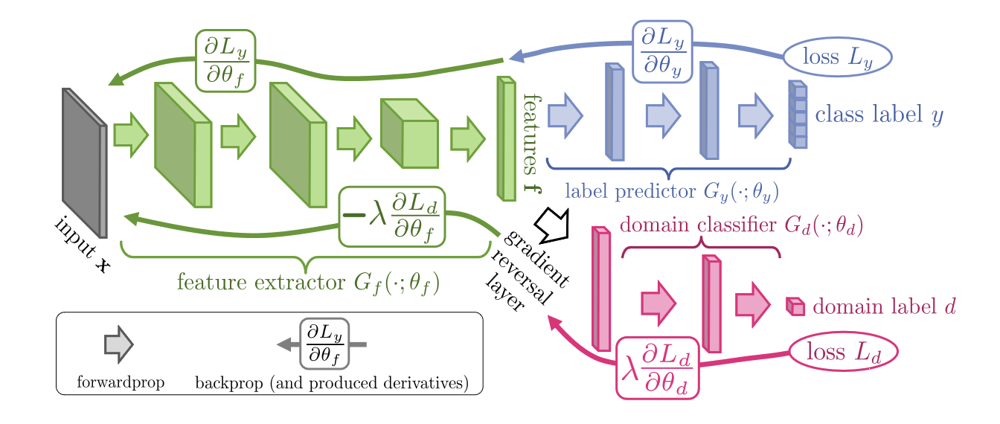 ∂L_y/∂θ_f
∂L_y/∂θ_y
loss L_y
features f
class label y
input x
−λ ∂L_d/∂θ_f
label predictor G_y(·;θ_y)
domain classifier G_d(·;θ_d)
gradient
reversal
layer
feature extractor G_f(·;θ_f)
domain label d
loss L_d
λ ∂L_d/∂θ_d
∂L_y/∂θ_f
forwardprop
backprop (and produced derivatives)